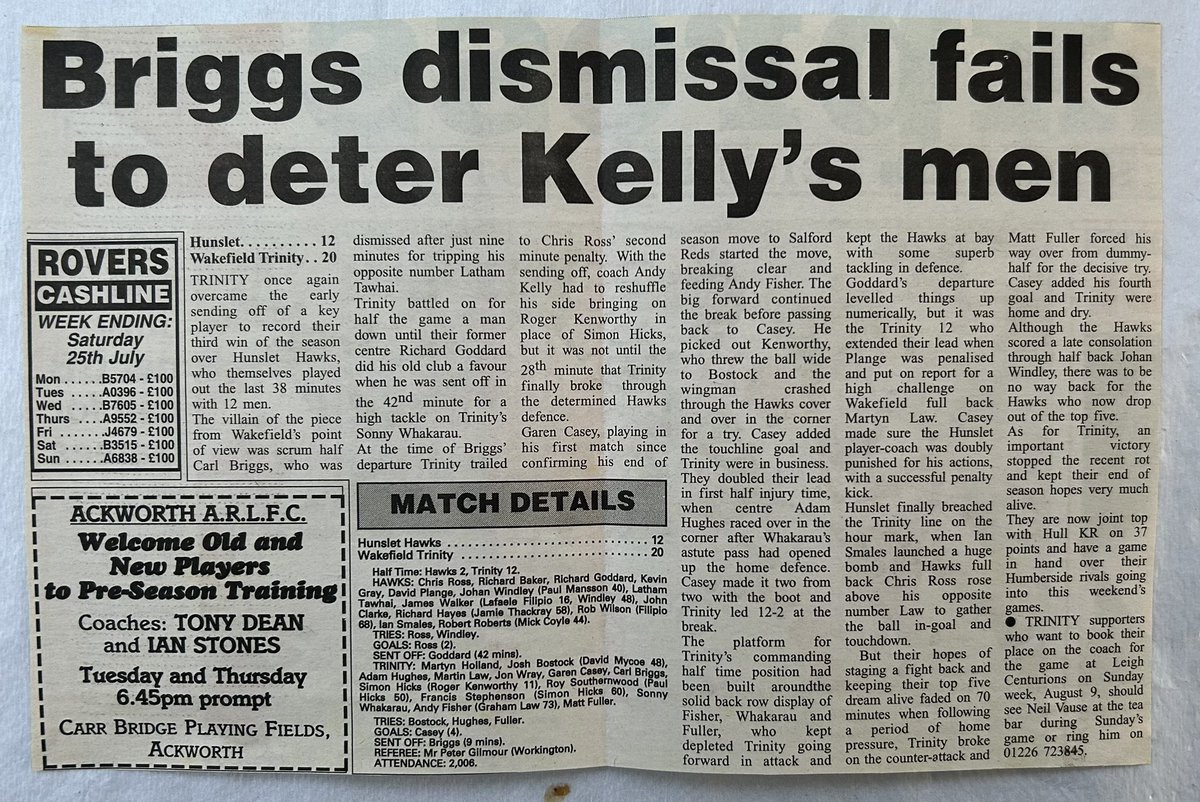 Briggs dismissal fails
to deter Kelly's men
ROVERS
CASHLINE
WEEK ENDING:
Saturday
25th July
Mon ......B5704 - £100
Tues ....A0396 - £100
Wed .....B7605 - £100
Thurs ....A9552 - £100
Fri .......J4679 - £100
Sat .......B3515 - £100
Sun ......A6838 - £100
ACKWORTH A.R.L.F.C.
Welcome Old and
New Players
to Pre-Season Training
Coaches: TONY DEAN
and IAN STONES
Tuesday and Thursday
6.45pm prompt
CARR BRIDGE PLAYING FIELDS,
ACKWORTH
Hunslet.......... 12
Wakefield Trinity.. 20
TRINITY once again
overcame the early
sending off of a key
player to record their
third win of the season
over Hunslet Hawks,
who themselves played
out the last 38 minutes
with 12 men.
The villain of the piece
from Wakefield's point
of view was scrum half
Carl Briggs, who was
dismissed after just nine
minutes for tripping his
opposite number Latham
Tawhai.
Trinity battled on for
half the game a man
down until their former
centre Richard Goddard
did his old club a favour
when he was sent off in
the 42nd minute for a
high tackle on Trinity's
Sonny Whakarau.
At the time of Briggs'
departure Trinity trailed
to Chris Ross' second
minute penalty. With the
sending off, coach Andy
Kelly had to reshuffle
his side bringing on
Roger Kenworthy in
place of Simon Hicks,
but it was not until the
28th minute that Trinity
finally broke through
the determined Hawks
defence.
Garen Casey, playing in
his first match since
confirming his end of
season move to Salford
Reds started the move,
breaking clear and
feeding Andy Fisher. The
big forward continued
the break before passing
back to Casey. He
picked out Kenworthy,
who threw the ball wide
to Bostock and the
wingman crashed
through the Hawks cover
and over in the corner
for a try. Casey added
the touchline goal and
Trinity were in business.
They doubled their lead
in first half injury time,
when centre Adam
Hughes raced over in the
corner after Whakarau's
astute pass had opened
up the home defence.
Casey made it two from
two with the boot and
Trinity led 12-2 at the
break.
The platform for
Trinity's commanding
half time position had
been built aroundthe
solid back row display of
Fisher, Whakarau and
Fuller, who kept
depleted Trinity going
forward in attack and
kept the Hawks at bay
with some superb
tackling in defence.
Goddard's departure
levelled things up
numerically, but it was
the Trinity 12 who
extended their lead when
Plange was penalised
and put on report for a
high challenge on
Wakefield full back
Martyn Law. Casey
made sure the Hunslet
player-coach was doubly
punished for his actions,
with a successful penalty
kick.
Hunslet finally breached
the Trinity line on the
hour mark, when Ian
Smales launched a huge
bomb and Hawks full
back Chris Ross rose
above his opposite
number Law to gather
the ball in-goal and
touchdown.
But their hopes of
staging a fight back and
keeping their top five
dream alive faded on 70
minutes when following
a period of home
pressure, Trinity broke
on the counter-attack and
Matt Fuller forced his
way over from dummy-
half for the decisive try.
Casey added his fourth
goal and Trinity were
home and dry.
Although the Hawks
scored a late consolation
through half back Johan
Windley, there was to be
no way back for the
Hawks who now drop
out of the top five.
As for Trinity, an
important victory
stopped the recent rot
and kept their end of
season hopes very much
alive.
They are now joint top
with Hull KR on 37
points and have a game
in hand over their
Humberside rivals going
into this weekend's
games.
● TRINITY supporters
who want to book their
place on the coach for
the game at Leigh
Centurions on Sunday
week, August 9, should
see Neil Vause at the tea
bar during Sunday's
game or ring him on
01226 723845.
MATCH DETAILS
Hunslet Hawks .................... 12
Wakefield Trinity .................... 20
Half Time: Hawks 2, Trinity 12.
HAWKS: Chris Ross, Richard Baker, Richard Goddard, Kevin
Gray, David Plange, Johan Windley (Paul Mansson 40), Latham
Tawhai, James Walker (Lafaele Filipio 16, Windley 48), John
Clarke, Richard Hayes (Jamie Thackray 58), Rob Wilson (Filipio
68), Ian Smales, Robert Roberts (Mick Coyle 44).
TRIES: Ross, Windley.
GOALS: Ross (2).
SENT OFF: Goddard (42 mins).
TRINITY: Martyn Holland, Josh Bostock (David Mycoe 48),
Adam Hughes, Martin Law, Jon Wray, Garen Casey, Carl Briggs,
Simon Hicks (Roger Kenworthy 11), Roy Southernwood (Paul
Hicks 50), Francis Stephenson (Simon Hicks 60), Sonny
Whakarau, Andy Fisher (Graham Law 73), Matt Fuller.
TRIES: Bostock, Hughes, Fuller.
GOALS: Casey (4).
SENT OFF: Briggs (9 mins).
REFEREE: Mr Peter Gilmour (Workington).
ATTENDANCE: 2,006.